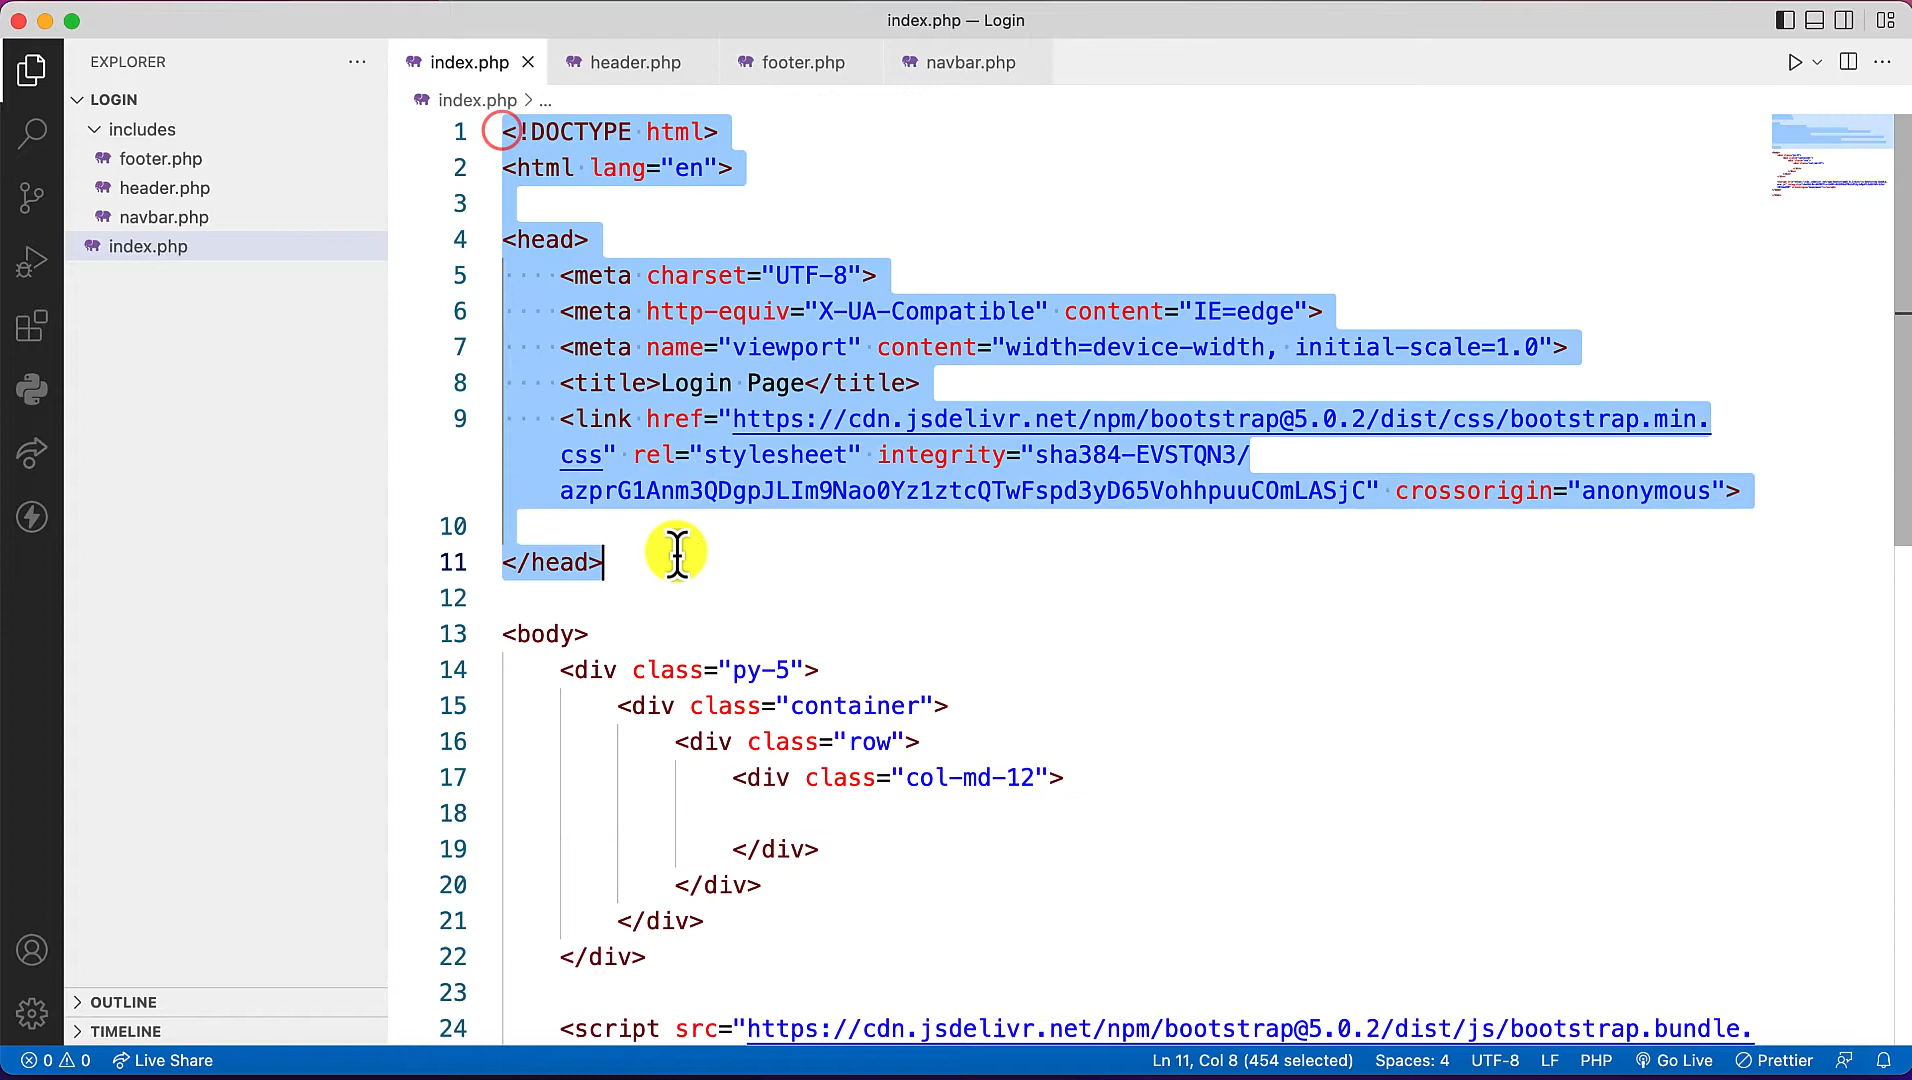 index.php — Login
EXPLORER
LOGIN
includes
footer.php
header.php
navbar.php
index.php
OUTLINE
TIMELINE
index.php
header.php
footer.php
navbar.php
index.php > ...
1 <!DOCTYPE html>
2 <html lang="en">
3
4 <head>
5 <meta charset="UTF-8">
6 <meta http-equiv="X-UA-Compatible" content="IE=edge">
7 <meta name="viewport" content="width=device-width, initial-scale=1.0">
8 <title>Login Page</title>
9 <link href="https://cdn.jsdelivr.net/npm/bootstrap@5.0.2/dist/css/bootstrap.min.
css" rel="stylesheet" integrity="sha384-EVSTQN3/
azprG1Anm3QDgpJLIm9Nao0Yz1ztcQTwFspd3yD65VohhpuuCOmLASjC" crossorigin="anonymous">
10
11 </head>
12
13 <body>
14 <div class="py-5">
15 <div class="container">
16 <div class="row">
17 <div class="col-md-12">
18
19 </div>
20 </div>
21 </div>
22 </div>
23
24 <script src="https://cdn.jsdelivr.net/npm/bootstrap@5.0.2/dist/js/bootstrap.bundle.
0 0 Live Share Ln 11, Col 8 (454 selected) Spaces: 4 UTF-8 LF PHP Go Live Prettier